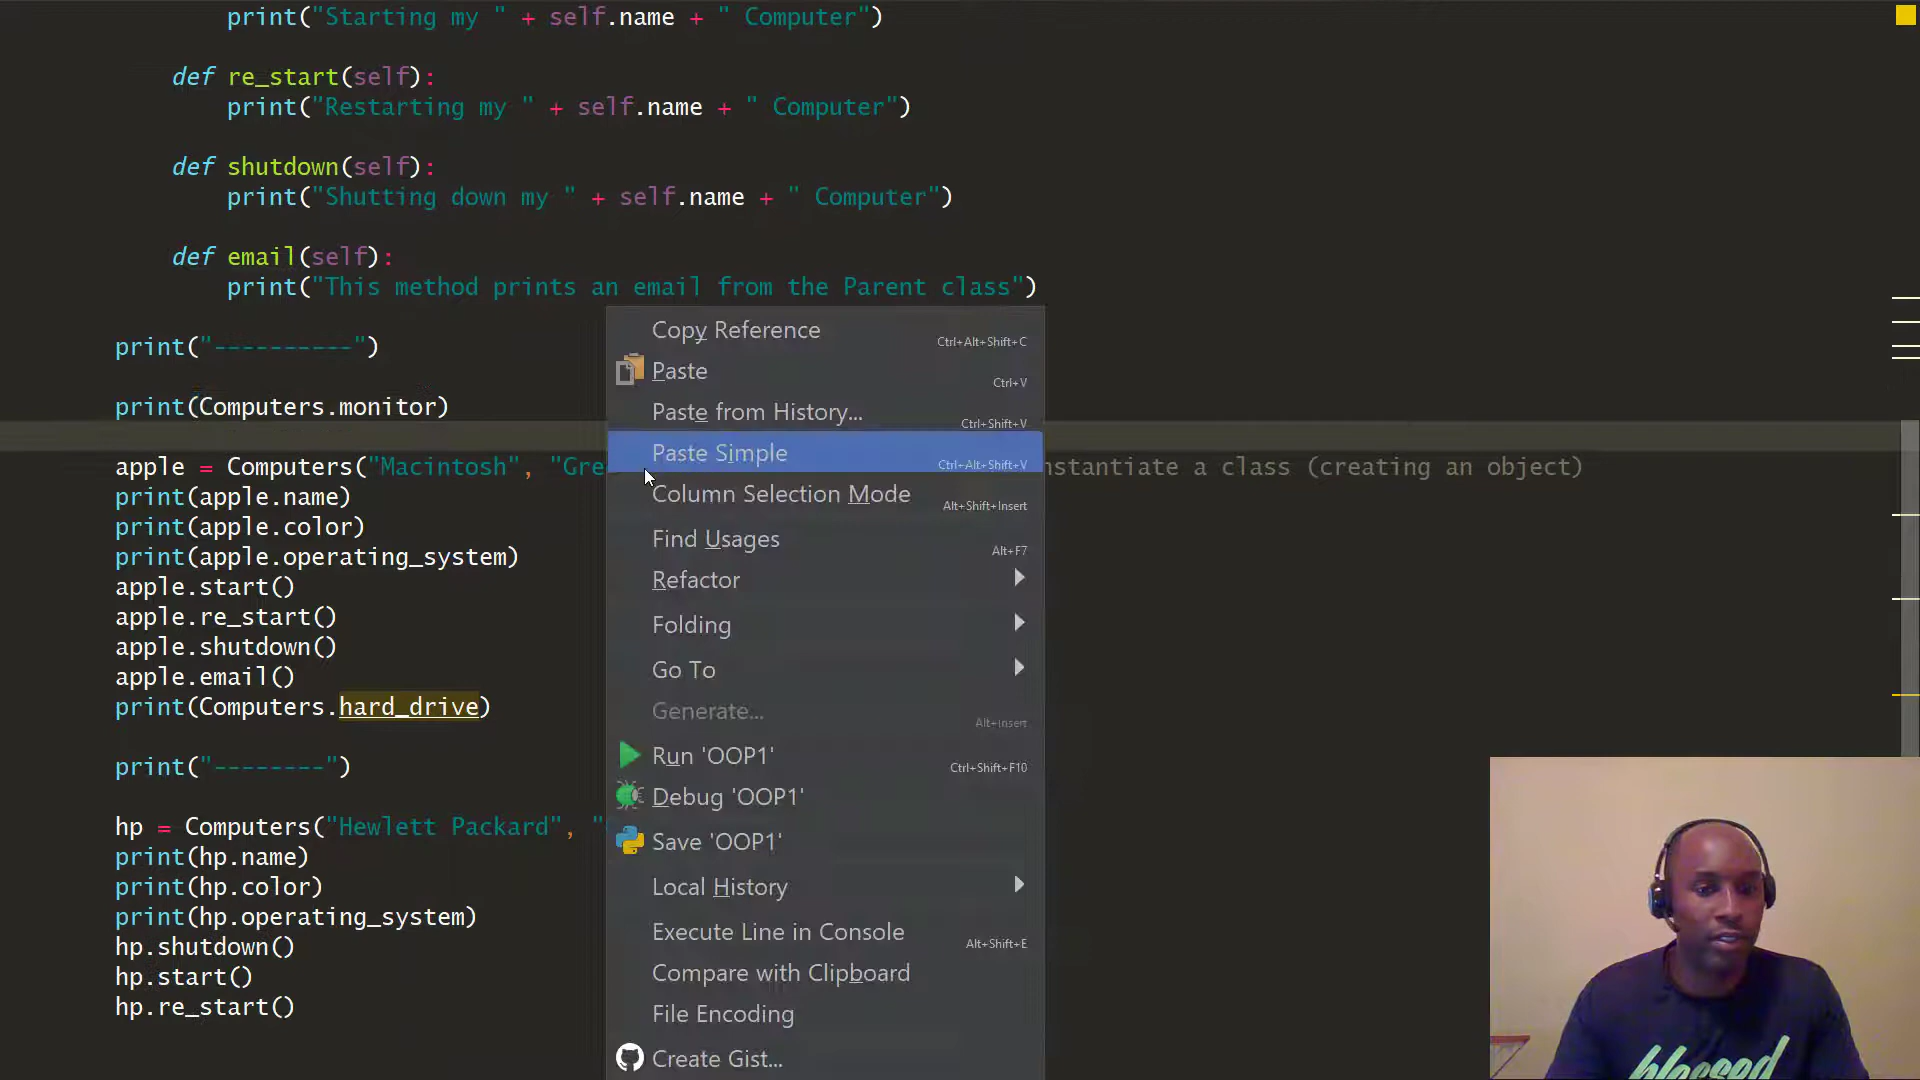 print("Starting my " + self.name + " Computer")
def re_start(self):
print("Restarting my " + self.name + " Computer")
def shutdown(self):
print("Shutting down my " + self.name + " Computer")
def email(self):
print("This method prints an email from the Parent class")
print("----------")
print(Computers.monitor)
apple = Computers("Macintosh", "Gre
nstantiate a class (creating an object)
print(apple.name)
print(apple.color)
print(apple.operating_system)
apple.start()
apple.re_start()
apple.shutdown()
apple.email()
print(Computers.hard_drive)
print("--------")
hp = Computers("Hewlett Packard", "
print(hp.name)
print(hp.color)
print(hp.operating_system)
hp.shutdown()
hp.start()
hp.re_start()
Copy Reference Ctrl+Alt+Shift+C
Paste Ctrl+V
Paste from History... Ctrl+Shift+V
Paste Simple Ctrl+Alt+Shift+V
Column Selection Mode Alt+Shift+Insert
Find Usages Alt+F7
Refactor
Folding
Go To
Generate... Alt+Insert
Run 'OOP1' Ctrl+Shift+F10
Debug 'OOP1'
Save 'OOP1'
Local History
Execute Line in Console Alt+Shift+E
Compare with Clipboard
File Encoding
Create Gist...
blessed